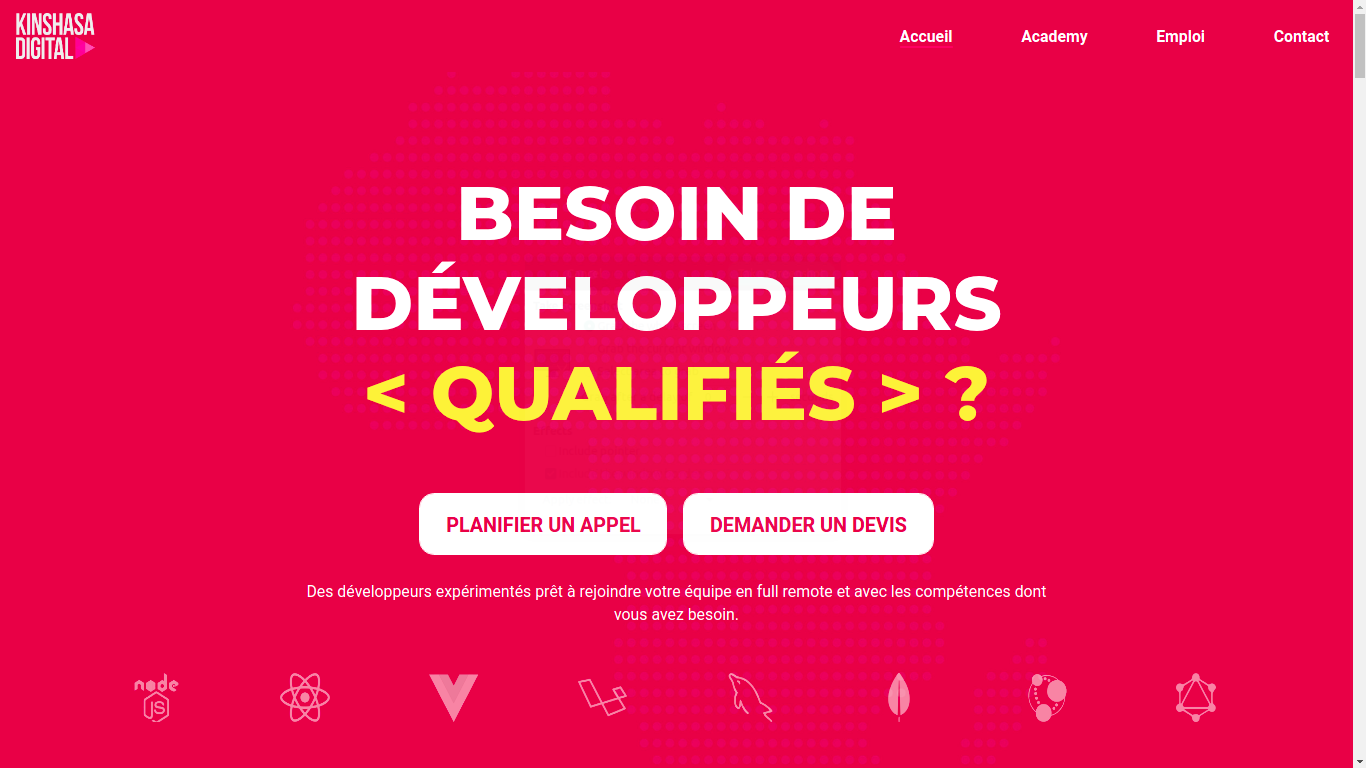 KINSHASA
DIGITAL
Accueil
Academy
Emploi
Contact
BESOIN DE
DÉVELOPPEURS
< QUALIFIÉS > ?
PLANIFIER UN APPEL
DEMANDER UN DEVIS
Des développeurs expérimentés prêt à rejoindre votre équipe en full remote et avec les compétences dont
vous avez besoin.
node
JS